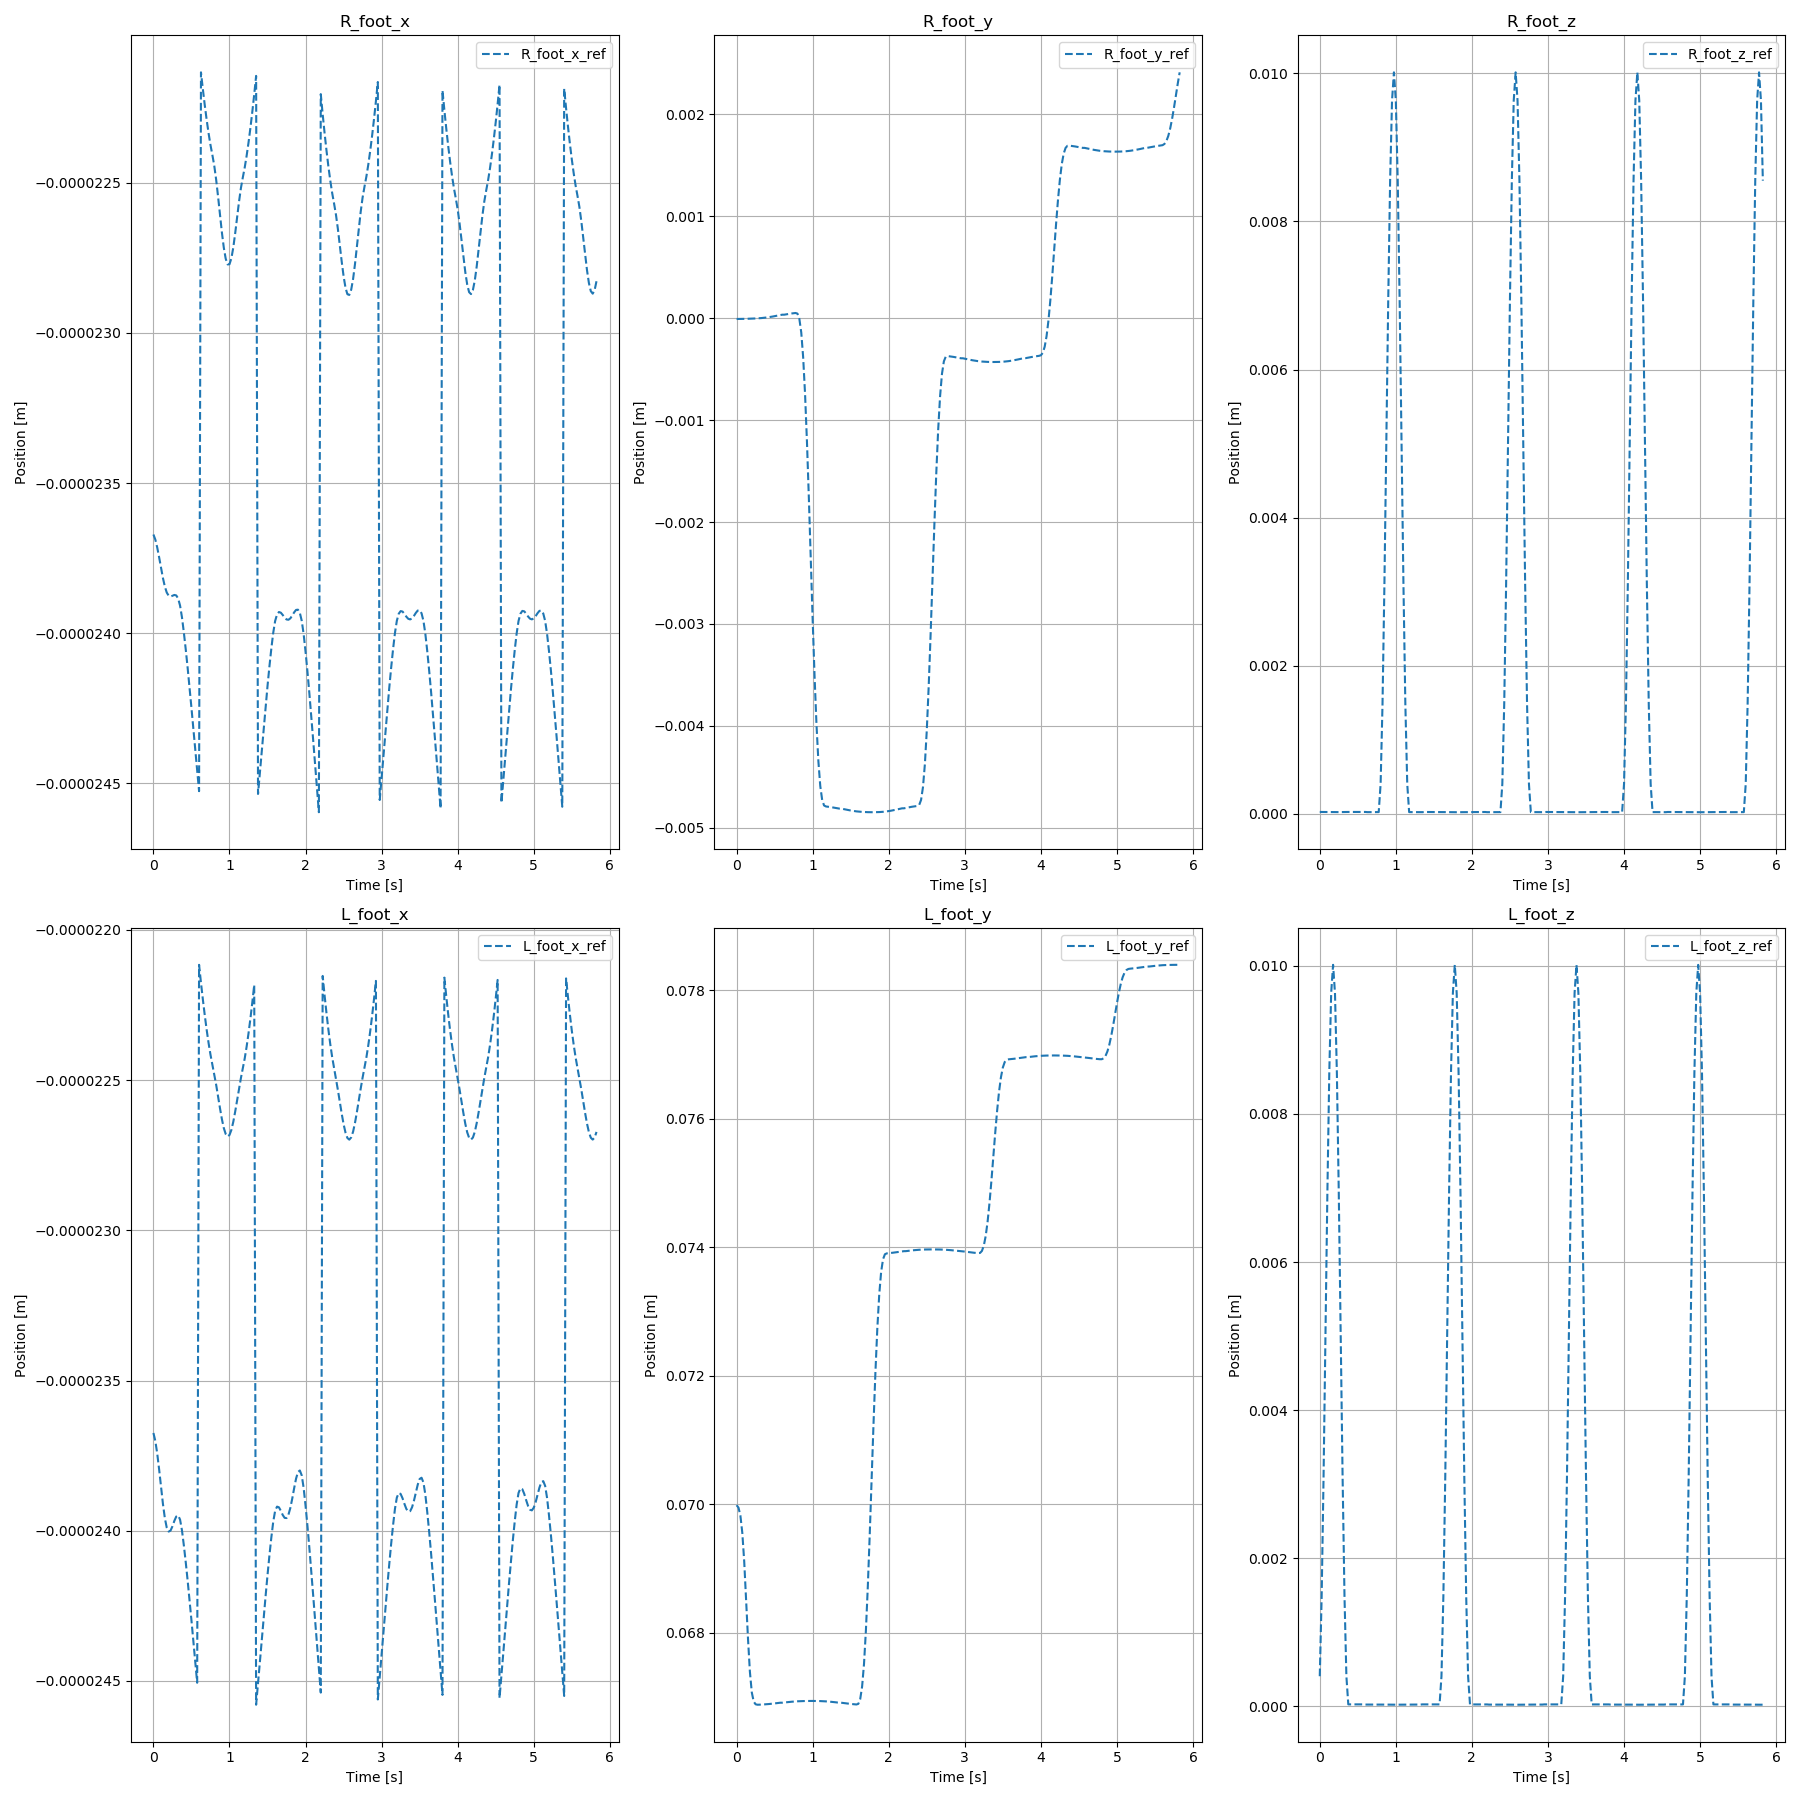 R_foot_x
R_foot_x_ref
−0.0000225
−0.0000230
−0.0000235
−0.0000240
−0.0000245
Position [m]
0 1 2 3 4 5 6
Time [s]
R_foot_y
R_foot_y_ref
0.002
0.001
0.000
−0.001
−0.002
−0.003
−0.004
−0.005
Position [m]
0 1 2 3 4 5 6
Time [s]
R_foot_z
R_foot_z_ref
0.010
0.008
0.006
0.004
0.002
0.000
Position [m]
0 1 2 3 4 5 6
Time [s]
L_foot_x
L_foot_x_ref
−0.0000220
−0.0000225
−0.0000230
−0.0000235
−0.0000240
−0.0000245
Position [m]
0 1 2 3 4 5 6
Time [s]
L_foot_y
L_foot_y_ref
0.078
0.076
0.074
0.072
0.070
0.068
Position [m]
0 1 2 3 4 5 6
Time [s]
L_foot_z
L_foot_z_ref
0.010
0.008
0.006
0.004
0.002
0.000
Position [m]
0 1 2 3 4 5 6
Time [s]